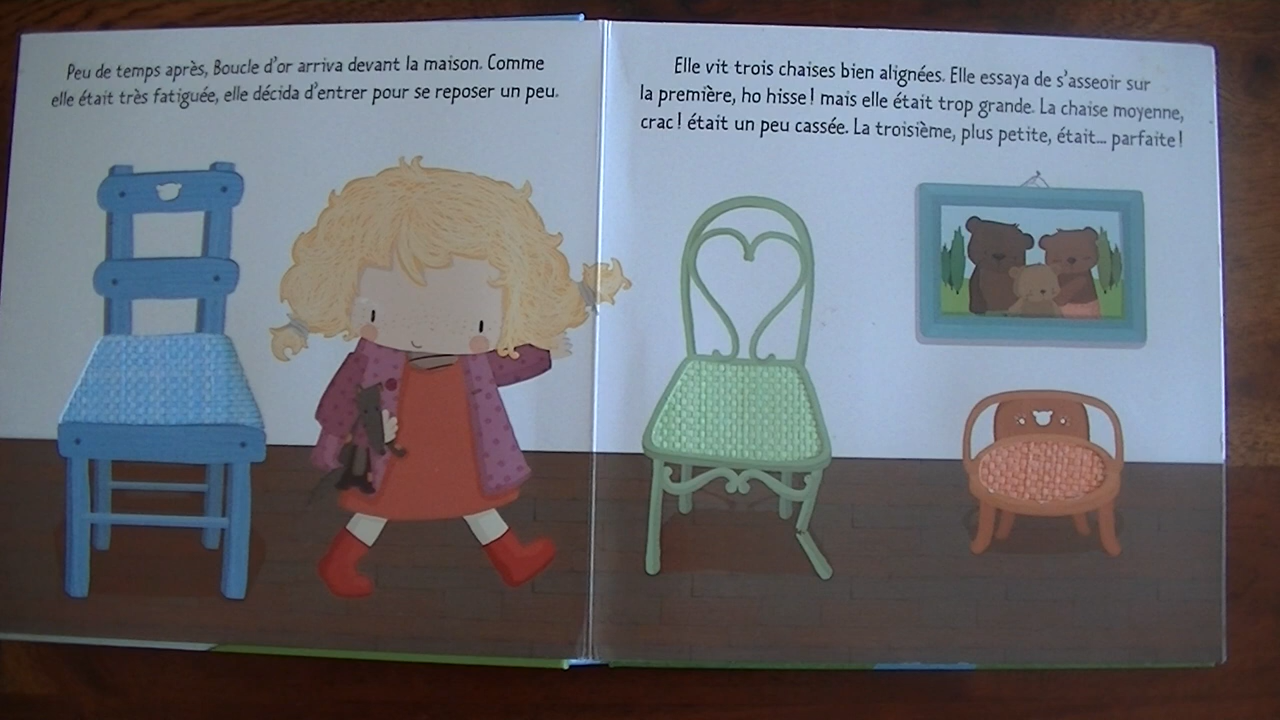 Peu de temps après, Boucle d'or arriva devant la maison. Comme
elle était très fatiguée, elle décida d'entrer pour se reposer un peu.
Elle vit trois chaises bien alignées. Elle essaya de s'asseoir sur
la première, ho hisse ! mais elle était trop grande. La chaise moyenne,
crac ! était un peu cassée. La troisième, plus petite, était... parfaite !